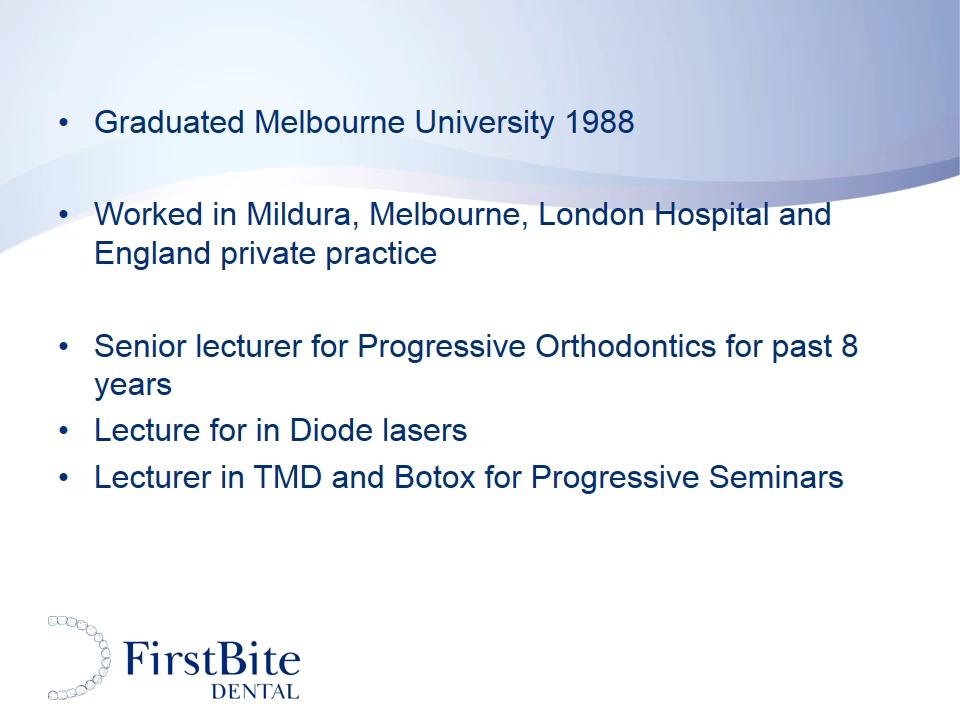 • Graduated Melbourne University 1988
• Worked in Mildura, Melbourne, London Hospital and
England private practice
• Senior lecturer for Progressive Orthodontics for past 8
years
• Lecture for in Diode lasers
• Lecturer in TMD and Botox for Progressive Seminars
FirstBite
DENTAL